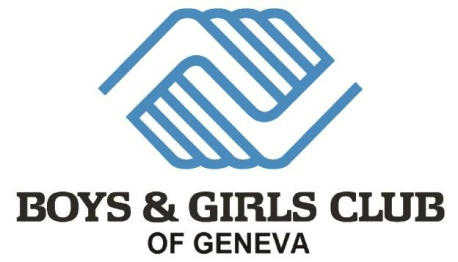 BOYS & GIRLS CLUB
OF GENEVA